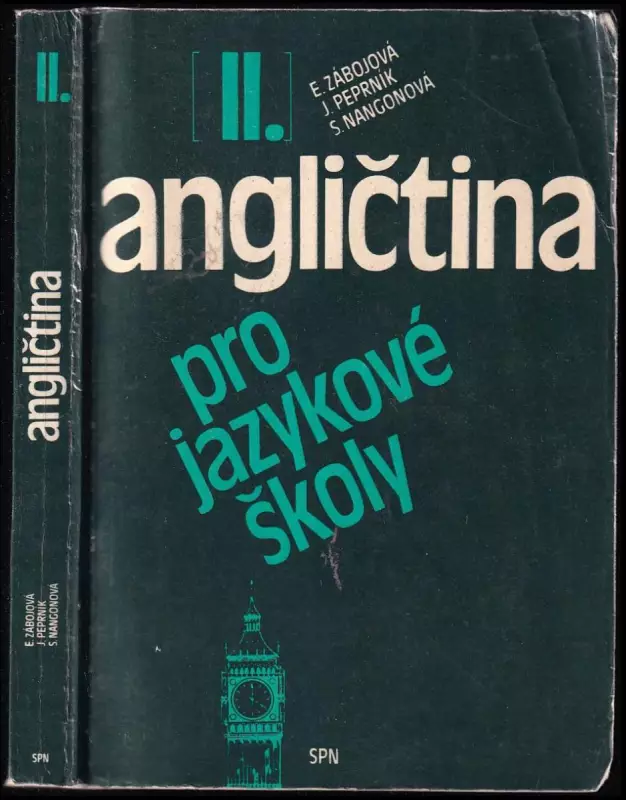 II.
angličtina
E. ZÁBOJOVÁ
J. PEPRNÍK
S. NANGONOVÁ
SPN
[II.]
E. ZÁBOJOVÁ
J. PEPRNÍK
S. NANGONOVÁ
angličtina
pro
jazykové
školy
SPN